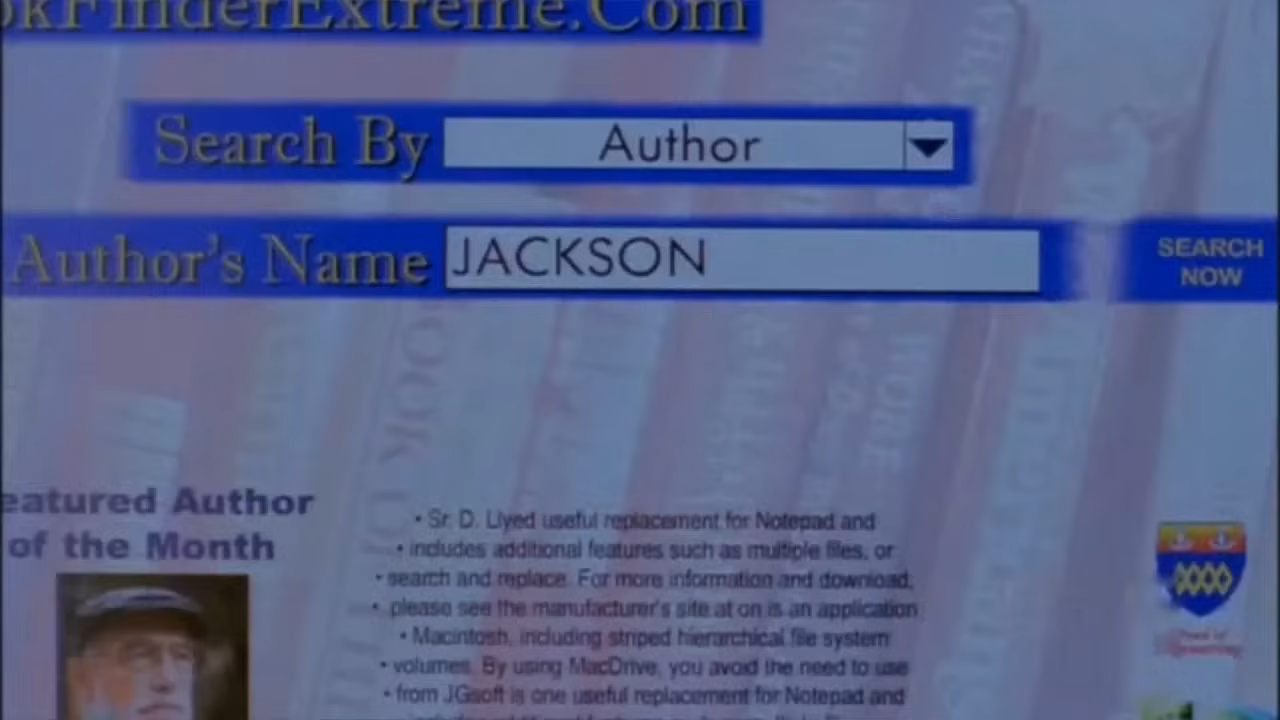 okFinderExtreme.Com
Search By Author
Author's Name JACKSON
SEARCH
NOW
eatured Author
of the Month
• Sr. D. Llyed useful replacement for Notepad and
• includes additional features such as multiple files, or
• search and replace. For more information and download,
• please see the manufacturer's site at on is an application
• Macintosh, including striped hierarchical file system
• volumes. By using MacDrive, you avoid the need to use
• from JGsoft is one useful replacement for Notepad and